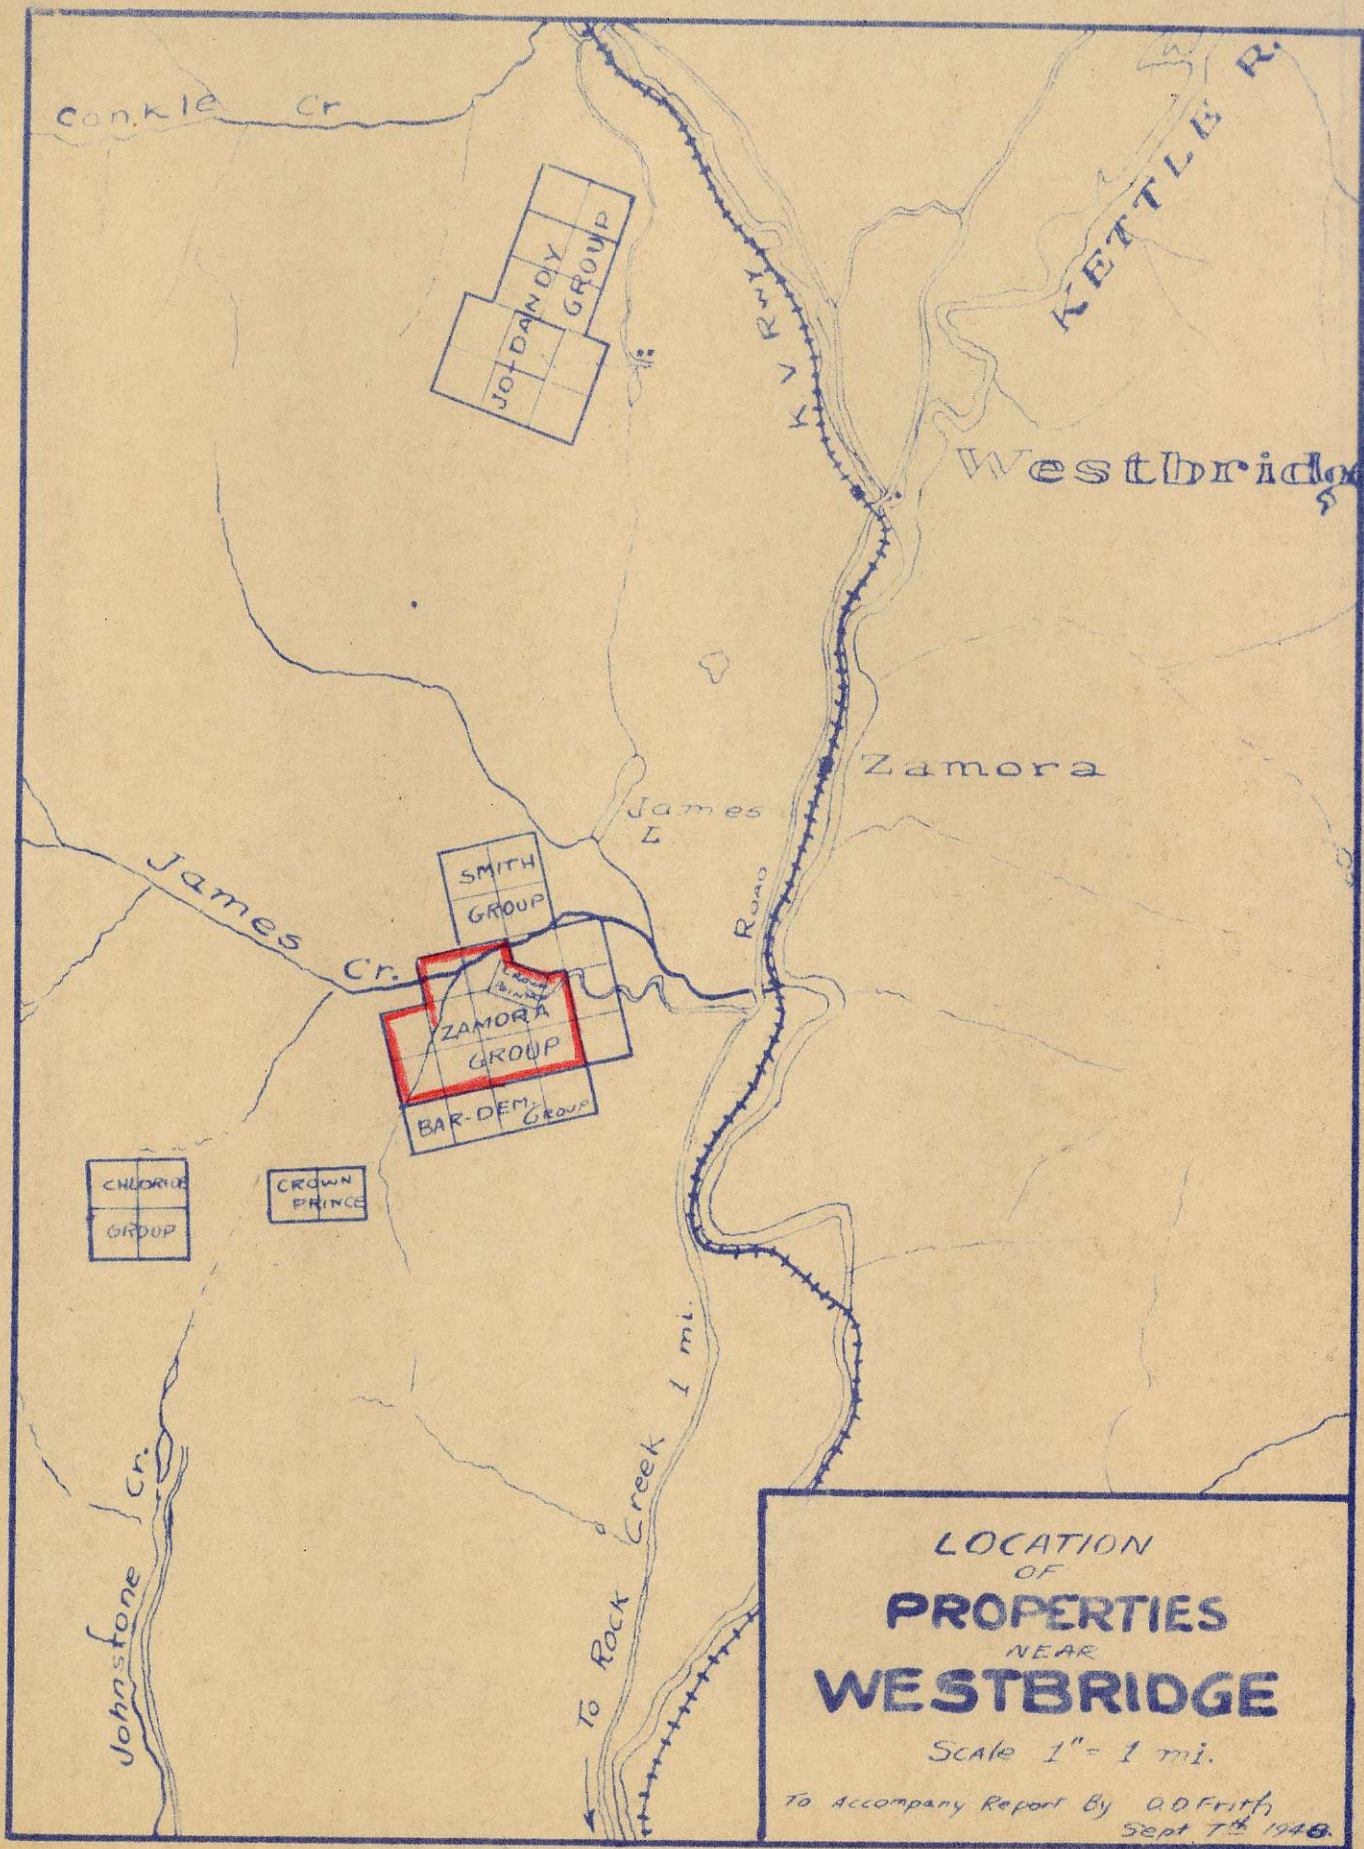 Conkle Cr
KETTLE R.
JO-DANDY
GROUP
K V Rwy
Westbridge
Zamora
James
L
SMITH
GROUP
ROAD
James Cr.
ZAMORA
GROUP
BAR-DEM. GROUP
CHLORIDE
GROUP
CROWN
PRINCE
To Rock Creek 1 mi.
Johnstone Cr.
LOCATION
OF
PROPERTIES
NEAR
WESTBRIDGE
SCAle 1" = 1 mi.
To Accompany Report By O.D Frith
Sept 7th